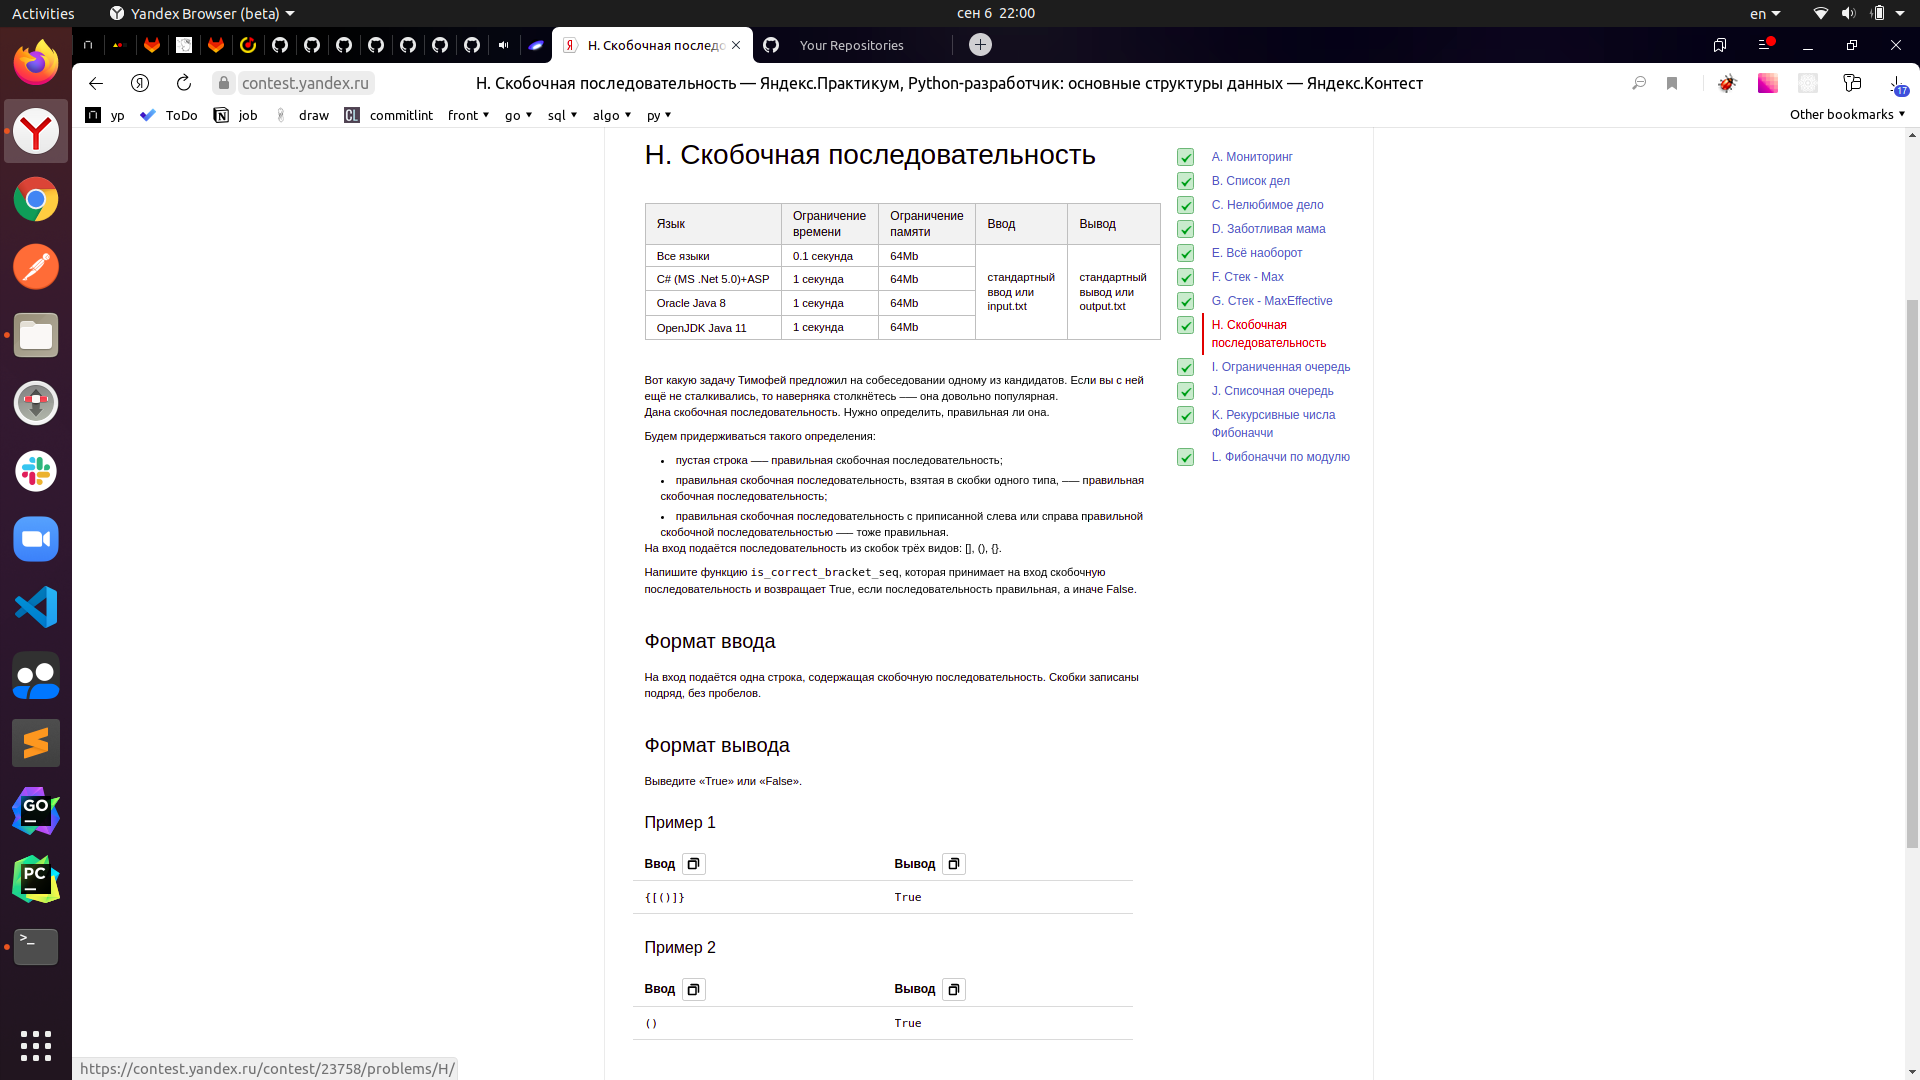 Activities
Yandex Browser (beta)
сен 6 22:00
en
H. Скобочная последо
Your Repositories
contest.yandex.ru
H. Скобочная последовательность — Яндекс.Практикум, Python-разработчик: основные структуры данных — Яндекс.Контест
17
yp
ToDo
job
draw
CL
commitlint
front
go
sql
algo
py
Other bookmarks
H. Скобочная последовательность
Язык
Ограничение времени
Ограничение памяти
Ввод
Вывод
Все языки
0.1 секунда
64Mb
стандартный ввод или input.txt
стандартный вывод или output.txt
C# (MS .Net 5.0)+ASP
1 секунда
64Mb
Oracle Java 8
1 секунда
64Mb
OpenJDK Java 11
1 секунда
64Mb
Вот какую задачу Тимофей предложил на собеседовании одному из кандидатов. Если вы с ней
ещё не сталкивались, то наверняка столкнётесь –— она довольно популярная.
Дана скобочная последовательность. Нужно определить, правильная ли она.
Будем придерживаться такого определения:
• пустая строка –— правильная скобочная последовательность;
• правильная скобочная последовательность, взятая в скобки одного типа, –— правильная
скобочная последовательность;
• правильная скобочная последовательность с приписанной слева или справа правильной
скобочной последовательностью –— тоже правильная.
На вход подаётся последовательность из скобок трёх видов: [], (), {}.
Напишите функцию is_correct_bracket_seq, которая принимает на вход скобочную
последовательность и возвращает True, если последовательность правильная, а иначе False.
Формат ввода
На вход подаётся одна строка, содержащая скобочную последовательность. Скобки записаны
подряд, без пробелов.
Формат вывода
Выведите «True» или «False».
Пример 1
Ввод
Вывод
{[()]}
True
Пример 2
Ввод
Вывод
()
True
A. Мониторинг
B. Список дел
C. Нелюбимое дело
D. Заботливая мама
E. Всё наоборот
F. Стек - Max
G. Стек - MaxEffective
H. Скобочная
последовательность
I. Ограниченная очередь
J. Списочная очередь
K. Рекурсивные числа
Фибоначчи
L. Фибоначчи по модулю
GO
PC
>_
https://contest.yandex.ru/contest/23758/problems/H/